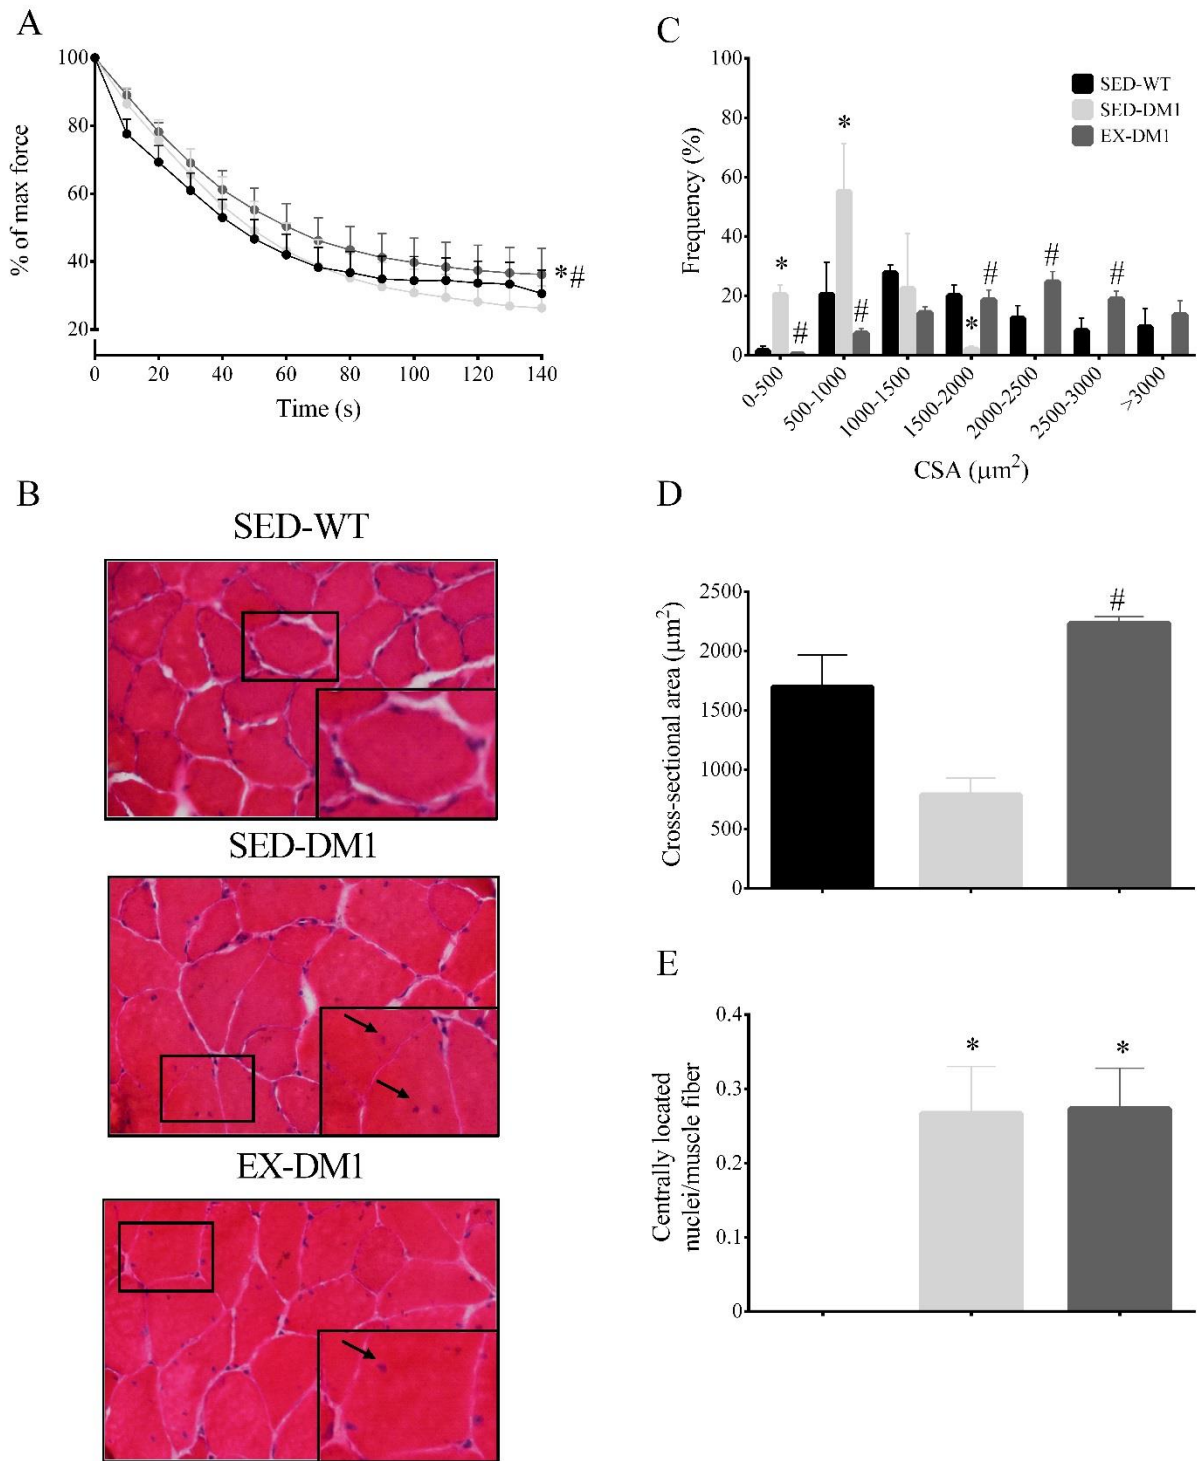 A
100
80
60
40
20
% of max force
*#
0 20 40 60 80 100 120 140
Time (s)
C
100
80
60
40
20
0
Frequency (%)
SED-WT
SED-DM1
EX-DM1
*
*
#
#
*
#
#
#
0-500
500-1000
1000-1500
1500-2000
2000-2500
2500-3000
>3000
CSA (μm²)
B
SED-WT
SED-DM1
EX-DM1
D
2500
2000
1500
1000
500
0
Cross-sectional area (μm²)
#
E
0.4
0.3
0.2
0.1
0
Centrally located
nuclei/muscle fiber
*
*